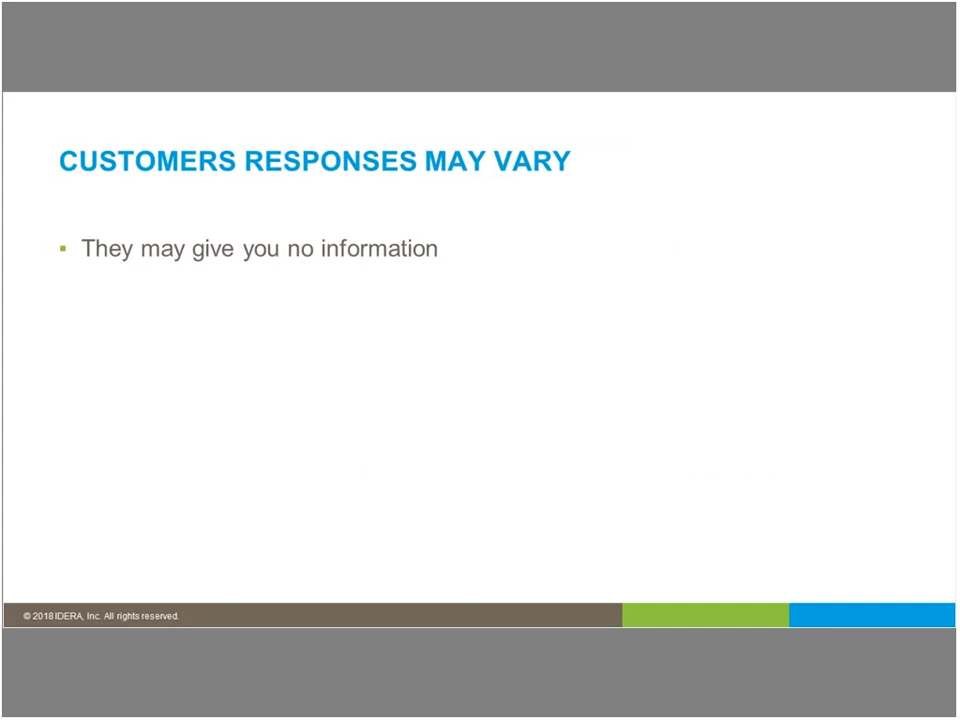 CUSTOMERS RESPONSES MAY VARY
▪ They may give you no information
© 2018 IDERA, Inc. All rights reserved.